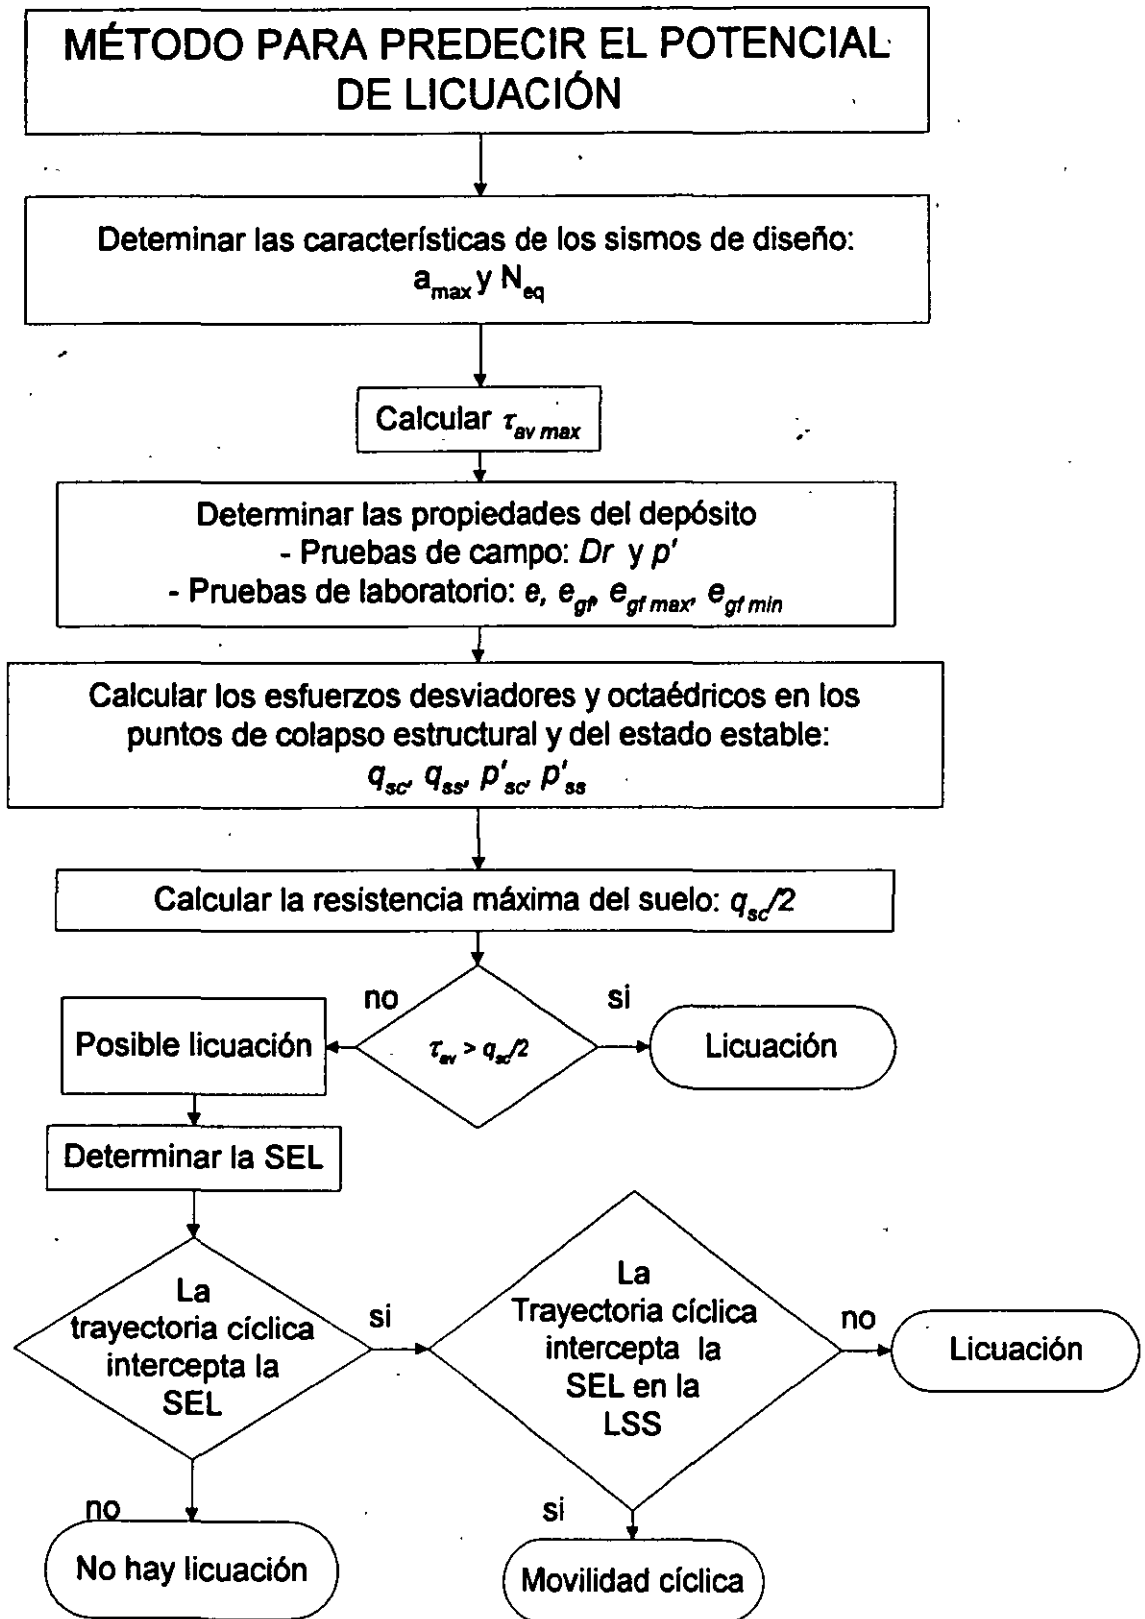 MÉTODO PARA PREDECIR EL POTENCIAL
DE LICUACIÓN
Deteminar las características de los sismos de diseño:
a_max y N_eq
Calcular τ_av max
Determinar las propiedades del depósito
- Pruebas de campo: Dr y p'
- Pruebas de laboratorio: e, e_gf, e_gf max, e_gf min
Calcular los esfuerzos desviadores y octaédricos en los
puntos de colapso estructural y del estado estable:
q_sc, q_ss, p'_sc, p'_ss
Calcular la resistencia máxima del suelo: q_sc/2
no
si
Posible licuación
τ_av > q_sc/2
Licuación
Determinar la SEL
La
trayectoria cíclica
intercepta la
SEL
si
La
Trayectoria cíclica
intercepta la
SEL en la
LSS
no
Licuación
no
No hay licuación
si
Movilidad cíclica